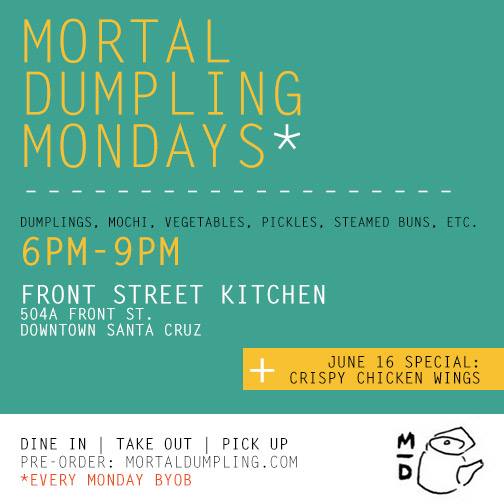 MORTAL
DUMPLING
MONDAYS*
DUMPLINGS, MOCHI, VEGETABLES, PICKLES, STEAMED BUNS, ETC.
6PM-9PM
FRONT STREET KITCHEN
504A FRONT ST.
DOWNTOWN SANTA CRUZ
+ JUNE 16 SPECIAL:
CRISPY CHICKEN WINGS
DINE IN | TAKE OUT | PICK UP
PRE-ORDER: MORTALDUMPLING.COM
*EVERY MONDAY BYOB
M
D